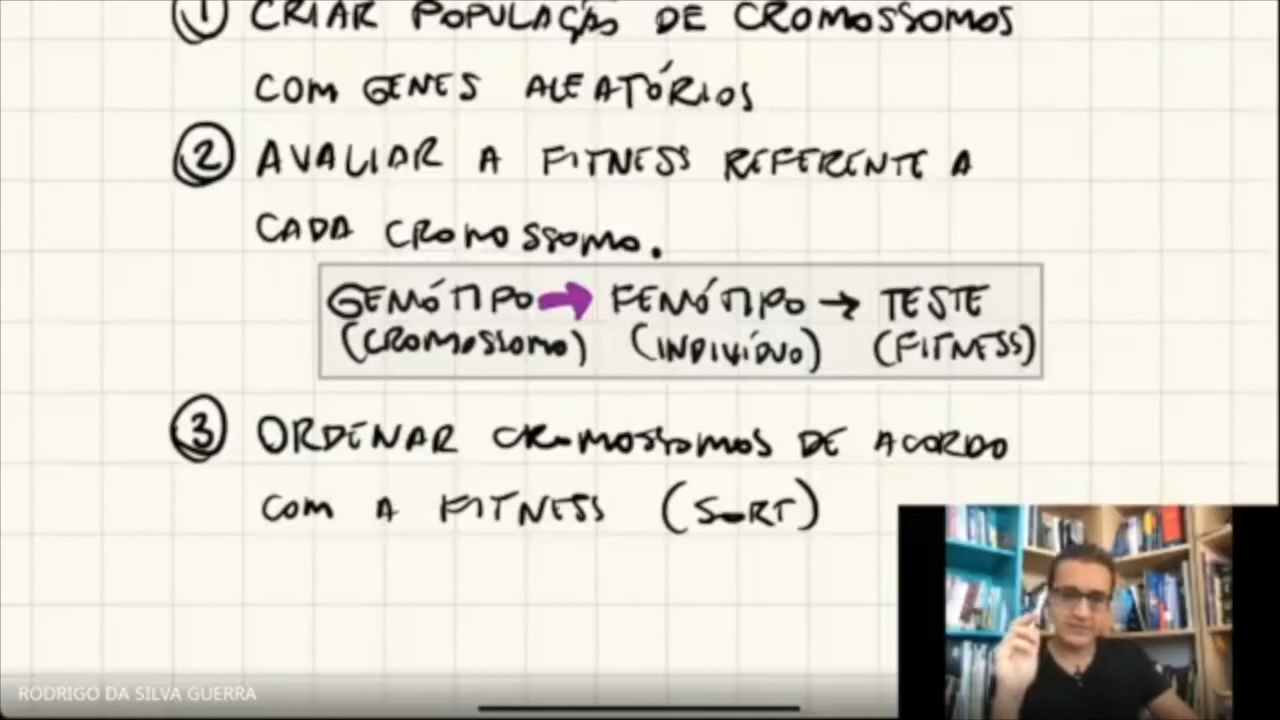 ① CRIAR POPULAÇÃO DE CROMOSSOMOS
COM GENES ALEATÓRIOS
② AVALIAR A FITNESS REFERENTE A
CADA CROMOSSOMO.
GENÓTIPO → FENÓTIPO → TESTE
(CROMOSSOMO) (INDIVÍDUO) (FITNESS)
③ ORDENAR CROMOSSOMOS DE ACORDO
COM A FITNESS (SORT)
RODRIGO DA SILVA GUERRA